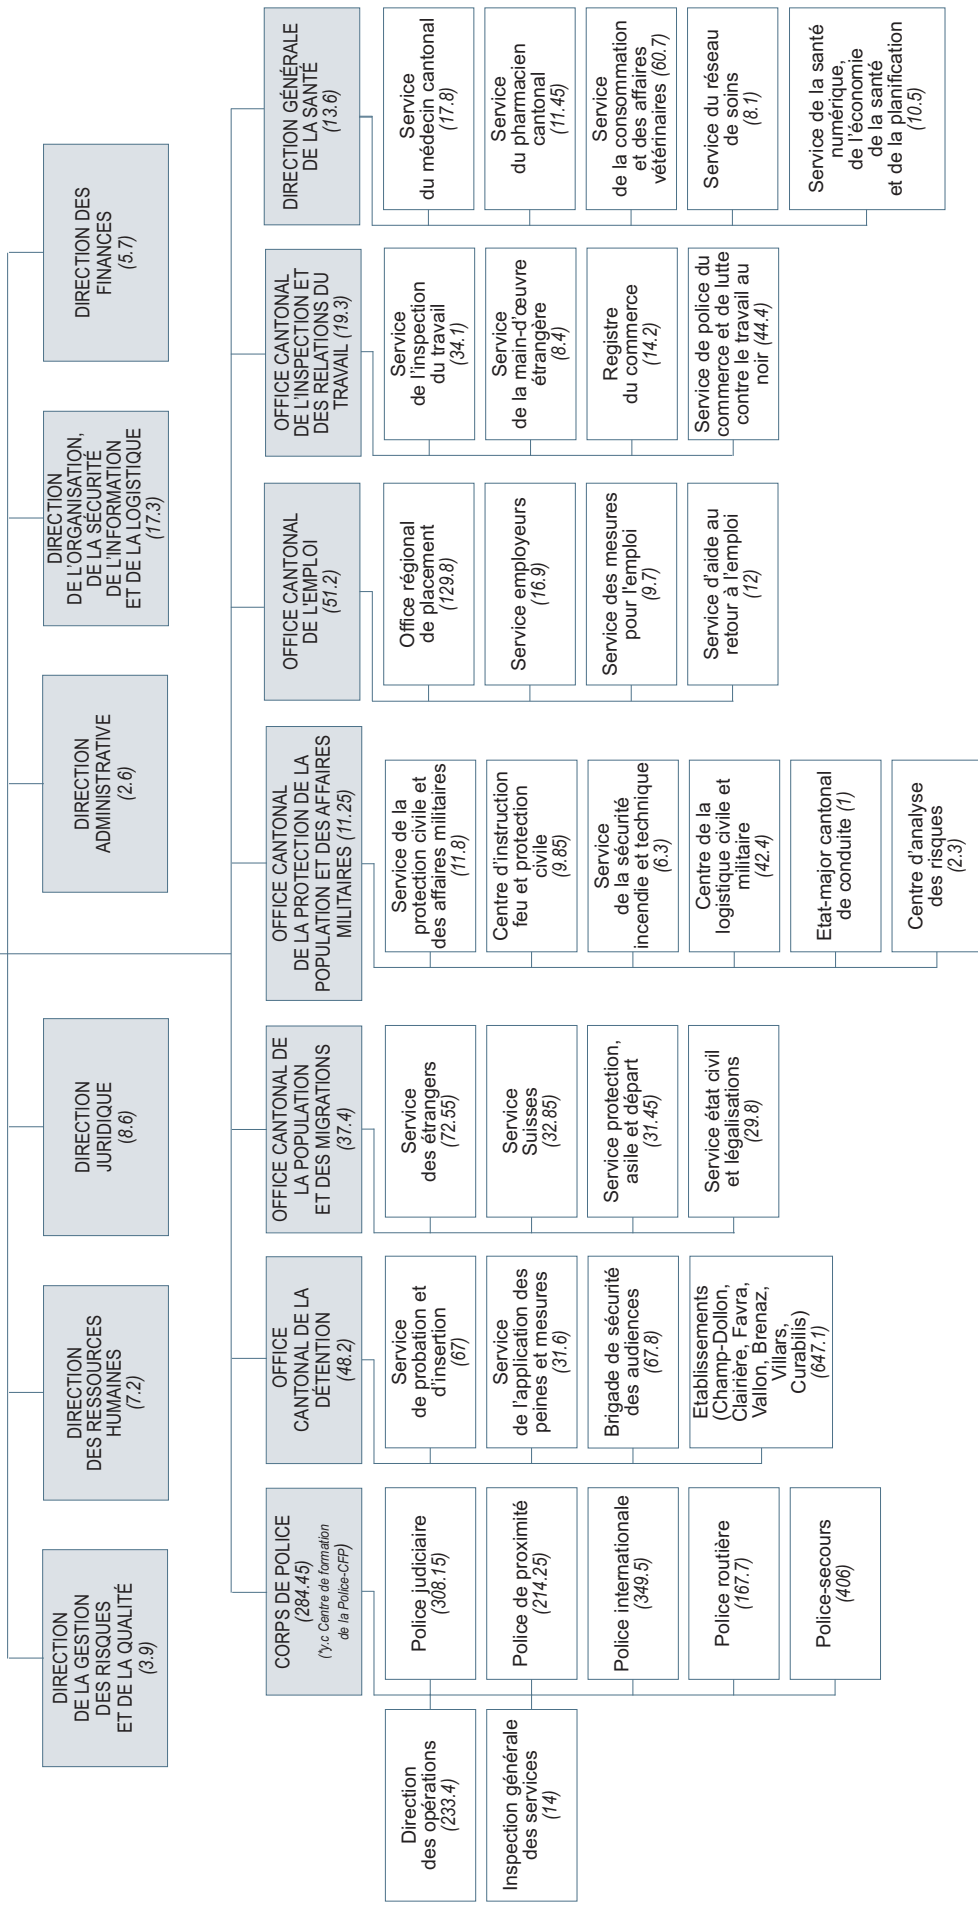 DIRECTION
DE LA GESTION
DES RISQUES
ET DE LA QUALITÉ
(3.9)
DIRECTION
DES RESSOURCES
HUMAINES
(7.2)
DIRECTION
JURIDIQUE
(8.6)
DIRECTION
ADMINISTRATIVE
(2.6)
DIRECTION
DE L'ORGANISATION,
DE LA SÉCURITÉ
DE L'INFORMATION
ET DE LA LOGISTIQUE
(17.3)
DIRECTION DES
FINANCES
(5.7)
CORPS DE POLICE
(284.45)
(*y.c Centre de formation
de la Police-CFP)
Direction
des opérations
(233.4)
Inspection générale
des services
(14)
Police judiciaire
(308.15)
Police de proximité
(214.25)
Police internationale
(349.5)
Police routière
(167.7)
Police-secours
(406)
OFFICE
CANTONAL DE LA
DÉTENTION
(48.2)
Service
de probation et
d'insertion
(67)
Service
de l'application des
peines et mesures
(31.6)
Brigade de sécurité
des audiences
(67.8)
Etablissements
(Champ-Dollon,
Clairière, Favra,
Vallon, Brenaz,
Villars,
Curabilis)
(647.1)
OFFICE CANTONAL DE
LA POPULATION
ET DES MIGRATIONS
(37.4)
Service
des étrangers
(72.55)
Service
Suisses
(32.85)
Service protection,
asile et départ
(31.45)
Service état civil
et légalisations
(29.8)
OFFICE CANTONAL
DE LA PROTECTION DE LA
POPULATION ET DES AFFAIRES
MILITAIRES (11.25)
Service de la
protection civile et
des affaires militaires
(11.8)
Centre d'instruction
feu et protection
civile
(9.85)
Service
de la sécurité
incendie et technique
(6.3)
Centre de la
logistique civile et
militaire
(42.4)
Etat-major cantonal
de conduite (1)
Centre d'analyse
des risques
(2.3)
OFFICE CANTONAL
DE L'EMPLOI
(51.2)
Office régional
de placement
(129.8)
Service employeurs
(16.9)
Service des mesures
pour l'emploi
(9.7)
Service d'aide au
retour à l'emploi
(12)
OFFICE CANTONAL
DE L'INSPECTION ET
DES RELATIONS DU
TRAVAIL (19.3)
Service
de l'inspection
du travail
(34.1)
Service
de la main-d'œuvre
étrangère
(8.4)
Registre
du commerce
(14.2)
Service de police du
commerce et de lutte
contre le travail au
noir (44.4)
DIRECTION GÉNÉRALE
DE LA SANTÉ
(13.6)
Service
du médecin cantonal
(17.8)
Service
du pharmacien
cantonal
(11.45)
Service
de la consommation
et des affaires
vétérinaires (60.7)
Service du réseau
de soins
(8.1)
Service de la santé
numérique,
de l'économie
de la santé
et de la planification
(10.5)